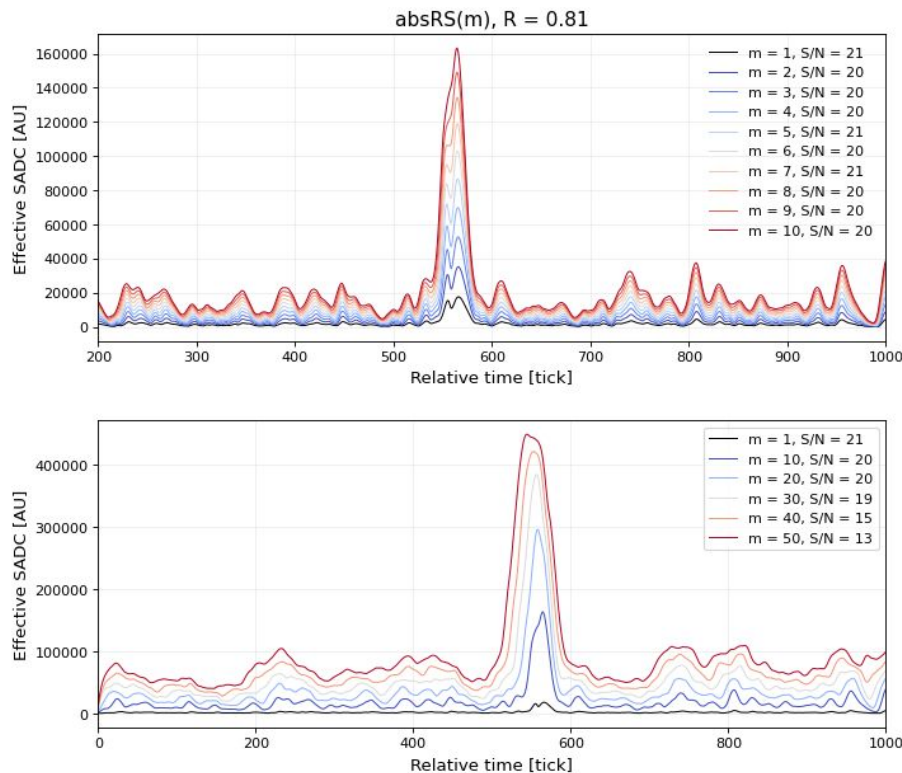 absRS(m), R = 0.81
Effective SADC [AU]
160000
140000
120000
100000
80000
60000
40000
20000
0
m = 1, S/N = 21
m = 2, S/N = 20
m = 3, S/N = 20
m = 4, S/N = 20
m = 5, S/N = 21
m = 6, S/N = 20
m = 7, S/N = 21
m = 8, S/N = 20
m = 9, S/N = 20
m = 10, S/N = 20
200 300 400 500 600 700 800 900 1000
Relative time [tick]
Effective SADC [AU]
400000
300000
200000
100000
0
m = 1, S/N = 21
m = 10, S/N = 20
m = 20, S/N = 20
m = 30, S/N = 19
m = 40, S/N = 15
m = 50, S/N = 13
0 200 400 600 800 1000
Relative time [tick]